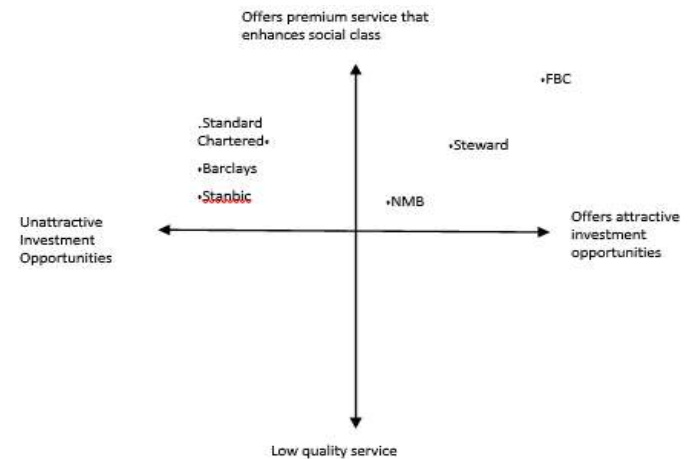 Offers premium service that
enhances social class
•FBC
.Standard
Chartered•
•Steward
•Barclays
•Stanbic
•NMB
Unattractive
Investment
Opportunities
Offers attractive
investment
opportunities
Low quality service